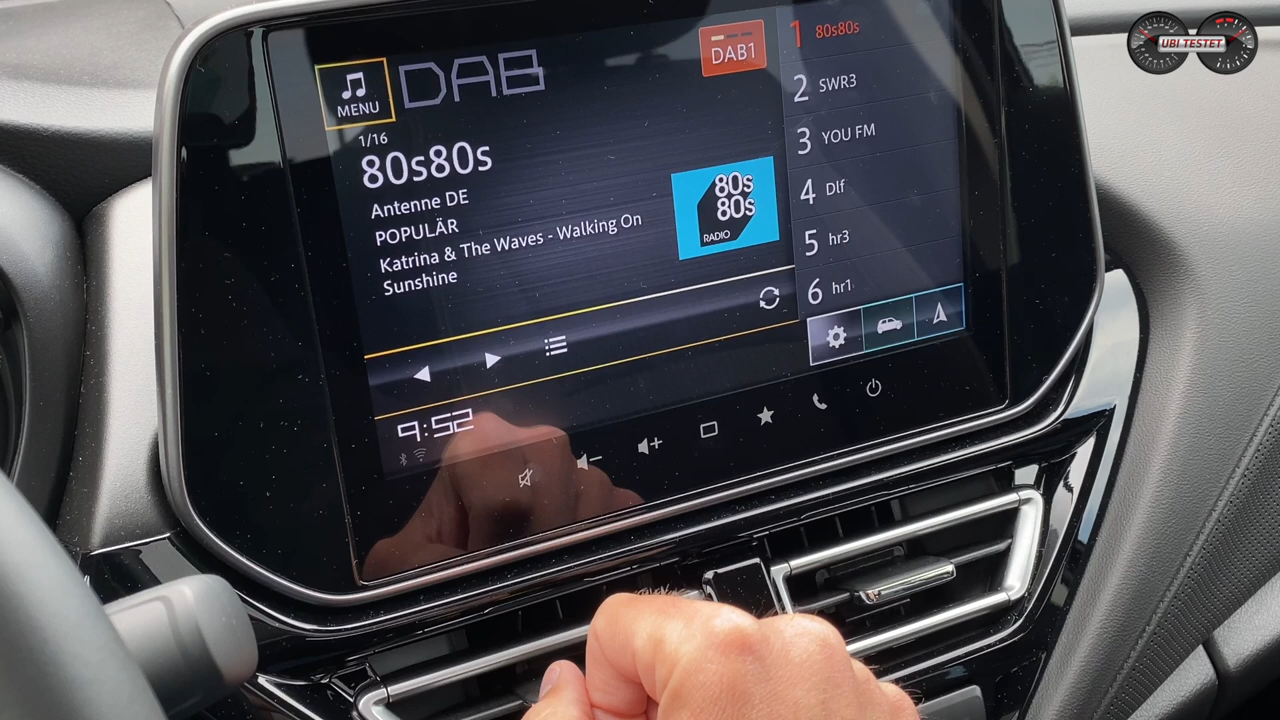 MENU
DAB
DAB1
1/16
80s80s
Antenne DE
POPULÄR
Katrina & The Waves - Walking On
Sunshine
80s
80s
RADIO
1 80s80s
2 SWR3
3 YOU FM
4 Dlf
5 hr3
6 hr1
9:52
UBI TESTET